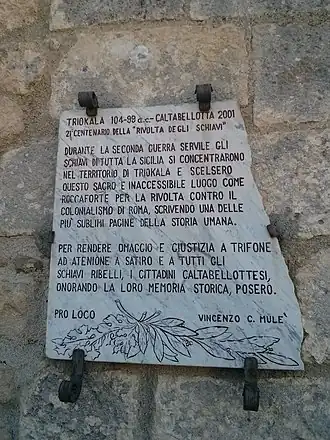 TRIOKALA 104-99 a.c.- CALTABELLOTTA 2001
21° CENTENARIO DELLA "RIVOLTA DEGLI SCHIAVI"
DURANTE LA SECONDA GUERRA SERVILE GLI
SCHIAVI DI TUTTA LA SICILIA SI CONCENTRARONO
NEL TERRITORIO DI TRIOKALA E SCELSERO
QUESTO SACRO E INACCESSIBILE LUOGO COME
ROCCAFORTE PER LA RIVOLTA CONTRO IL
COLONIALISMO DI ROMA, SCRIVENDO UNA DELLE
PIU' SUBLIMI PAGINE DELLA STORIA UMANA.
PER RENDERE OMAGGIO E GIUSTIZIA A TRIFONE
AD ATENIONE A SATIRO E A TUTTI GLI
SCHIAVI RIBELLI, I CITTADINI CALTABELLOTTESI,
ONORANDO LA LORO MEMORIA STORICA, POSERO.
PRO LOCO
VINCENZO C. MULE'